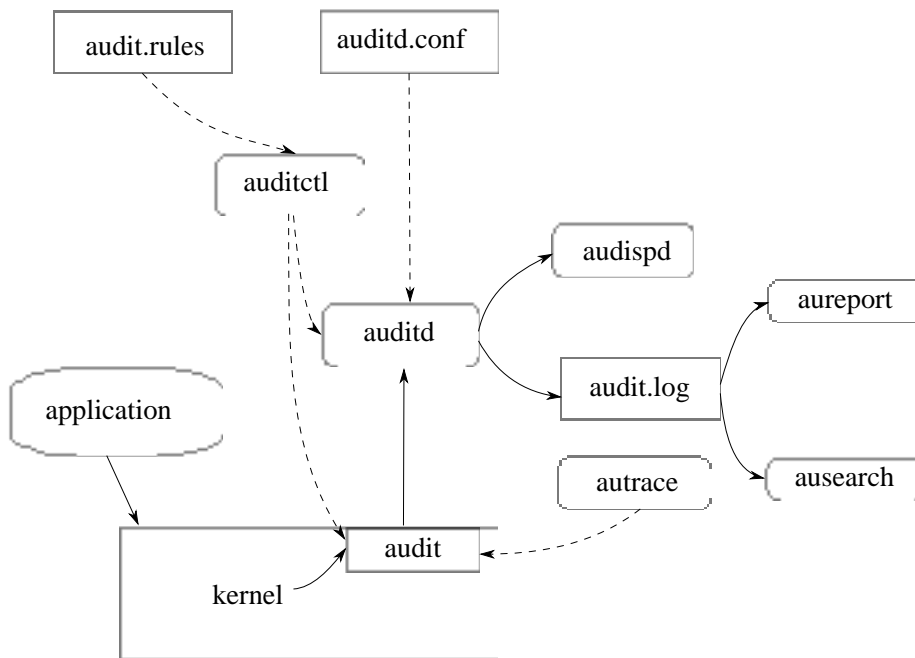 audit.rules
auditd.conf
auditctl
audispd
aureport
auditd
audit.log
application
autrace
ausearch
audit
kernel